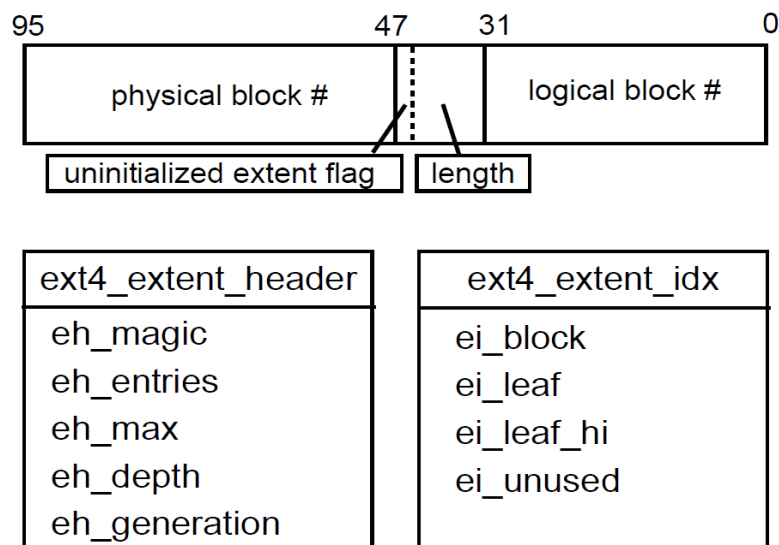 95 47 31 0
physical block # logical block #
uninitialized extent flag length
ext4_extent_header
eh_magic
eh_entries
eh_max
eh_depth
eh_generation
ext4_extent_idx
ei_block
ei_leaf
ei_leaf_hi
ei_unused